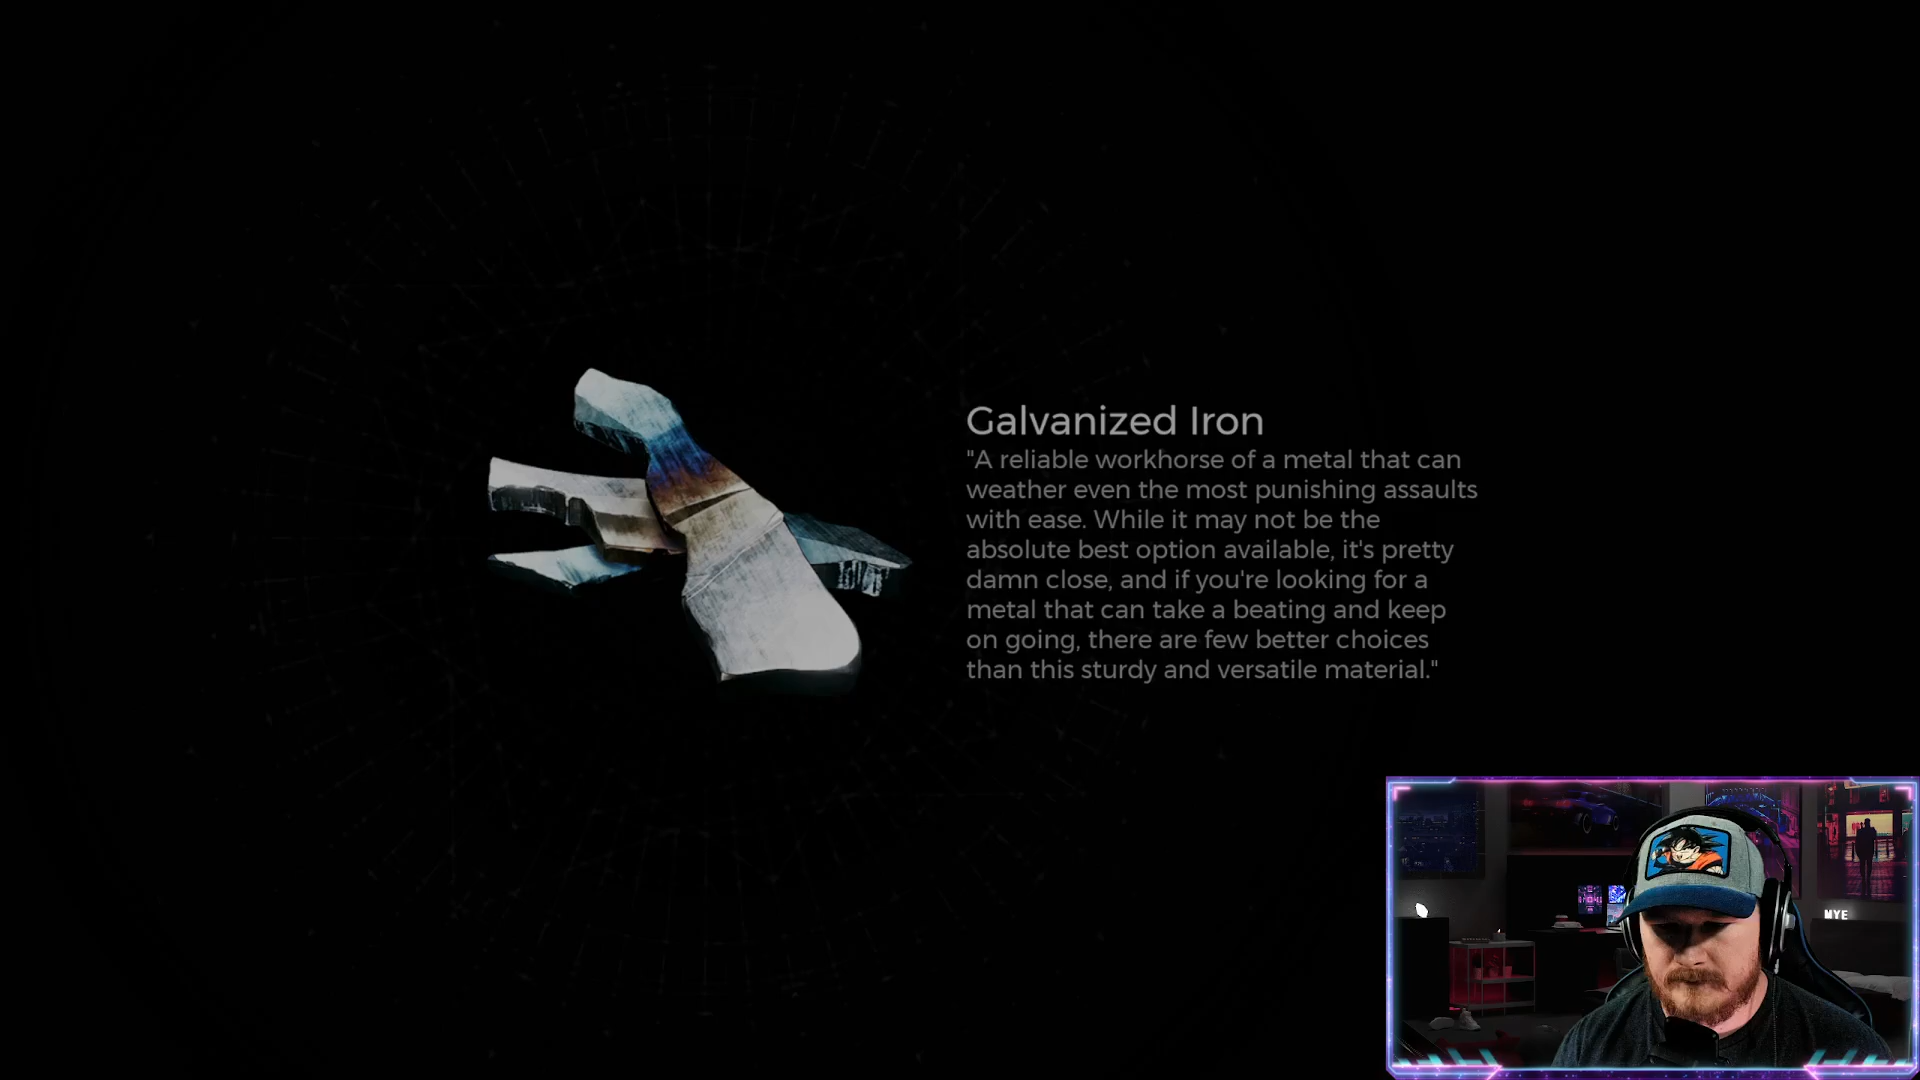 Galvanized Iron
"A reliable workhorse of a metal that can
weather even the most punishing assaults
with ease. While it may not be the
absolute best option available, it's pretty
damn close, and if you're looking for a
metal that can take a beating and keep
on going, there are few better choices
than this sturdy and versatile material."
MYE